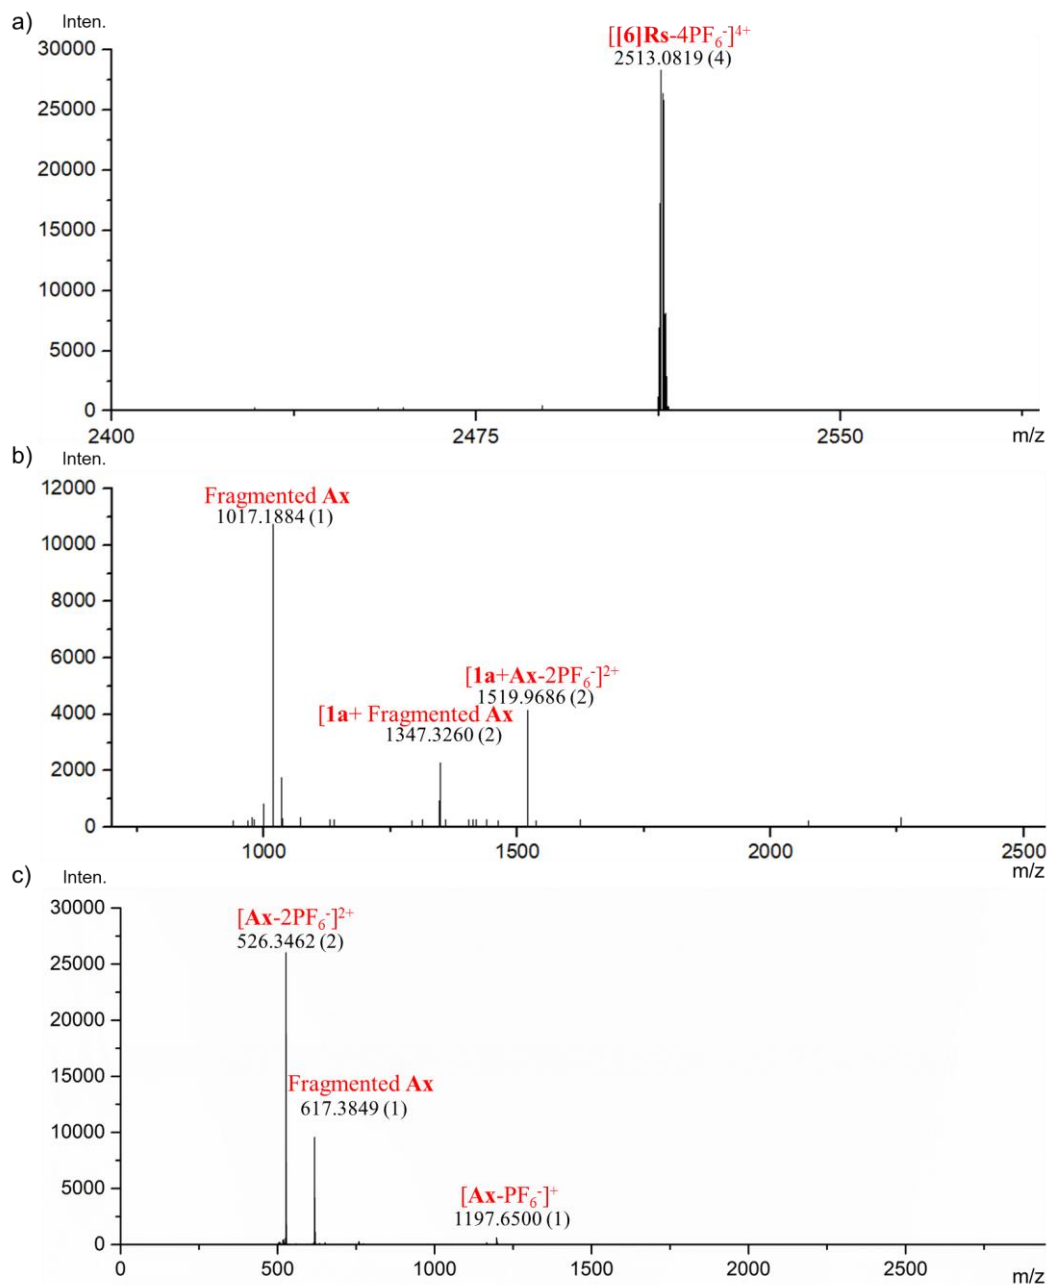 a) Inten.
[[6]Rs-4PF₆⁻]⁴⁺
2513.0819 (4)
30000
25000
20000
15000
10000
5000
0
2400 2475 2550 m/z
b) Inten.
12000
10000
8000
6000
4000
2000
0
Fragmented Ax
1017.1884 (1)
[1a+Ax-2PF₆⁻]²⁺
1519.9686 (2)
[1a+ Fragmented Ax
1347.3260 (2)
1000 1500 2000 2500
m/z
c) Inten.
30000
25000
20000
15000
10000
5000
0
[Ax-2PF₆⁻]²⁺
526.3462 (2)
Fragmented Ax
617.3849 (1)
[Ax-PF₆⁻]⁺
1197.6500 (1)
0 500 1000 1500 2000 2500 m/z